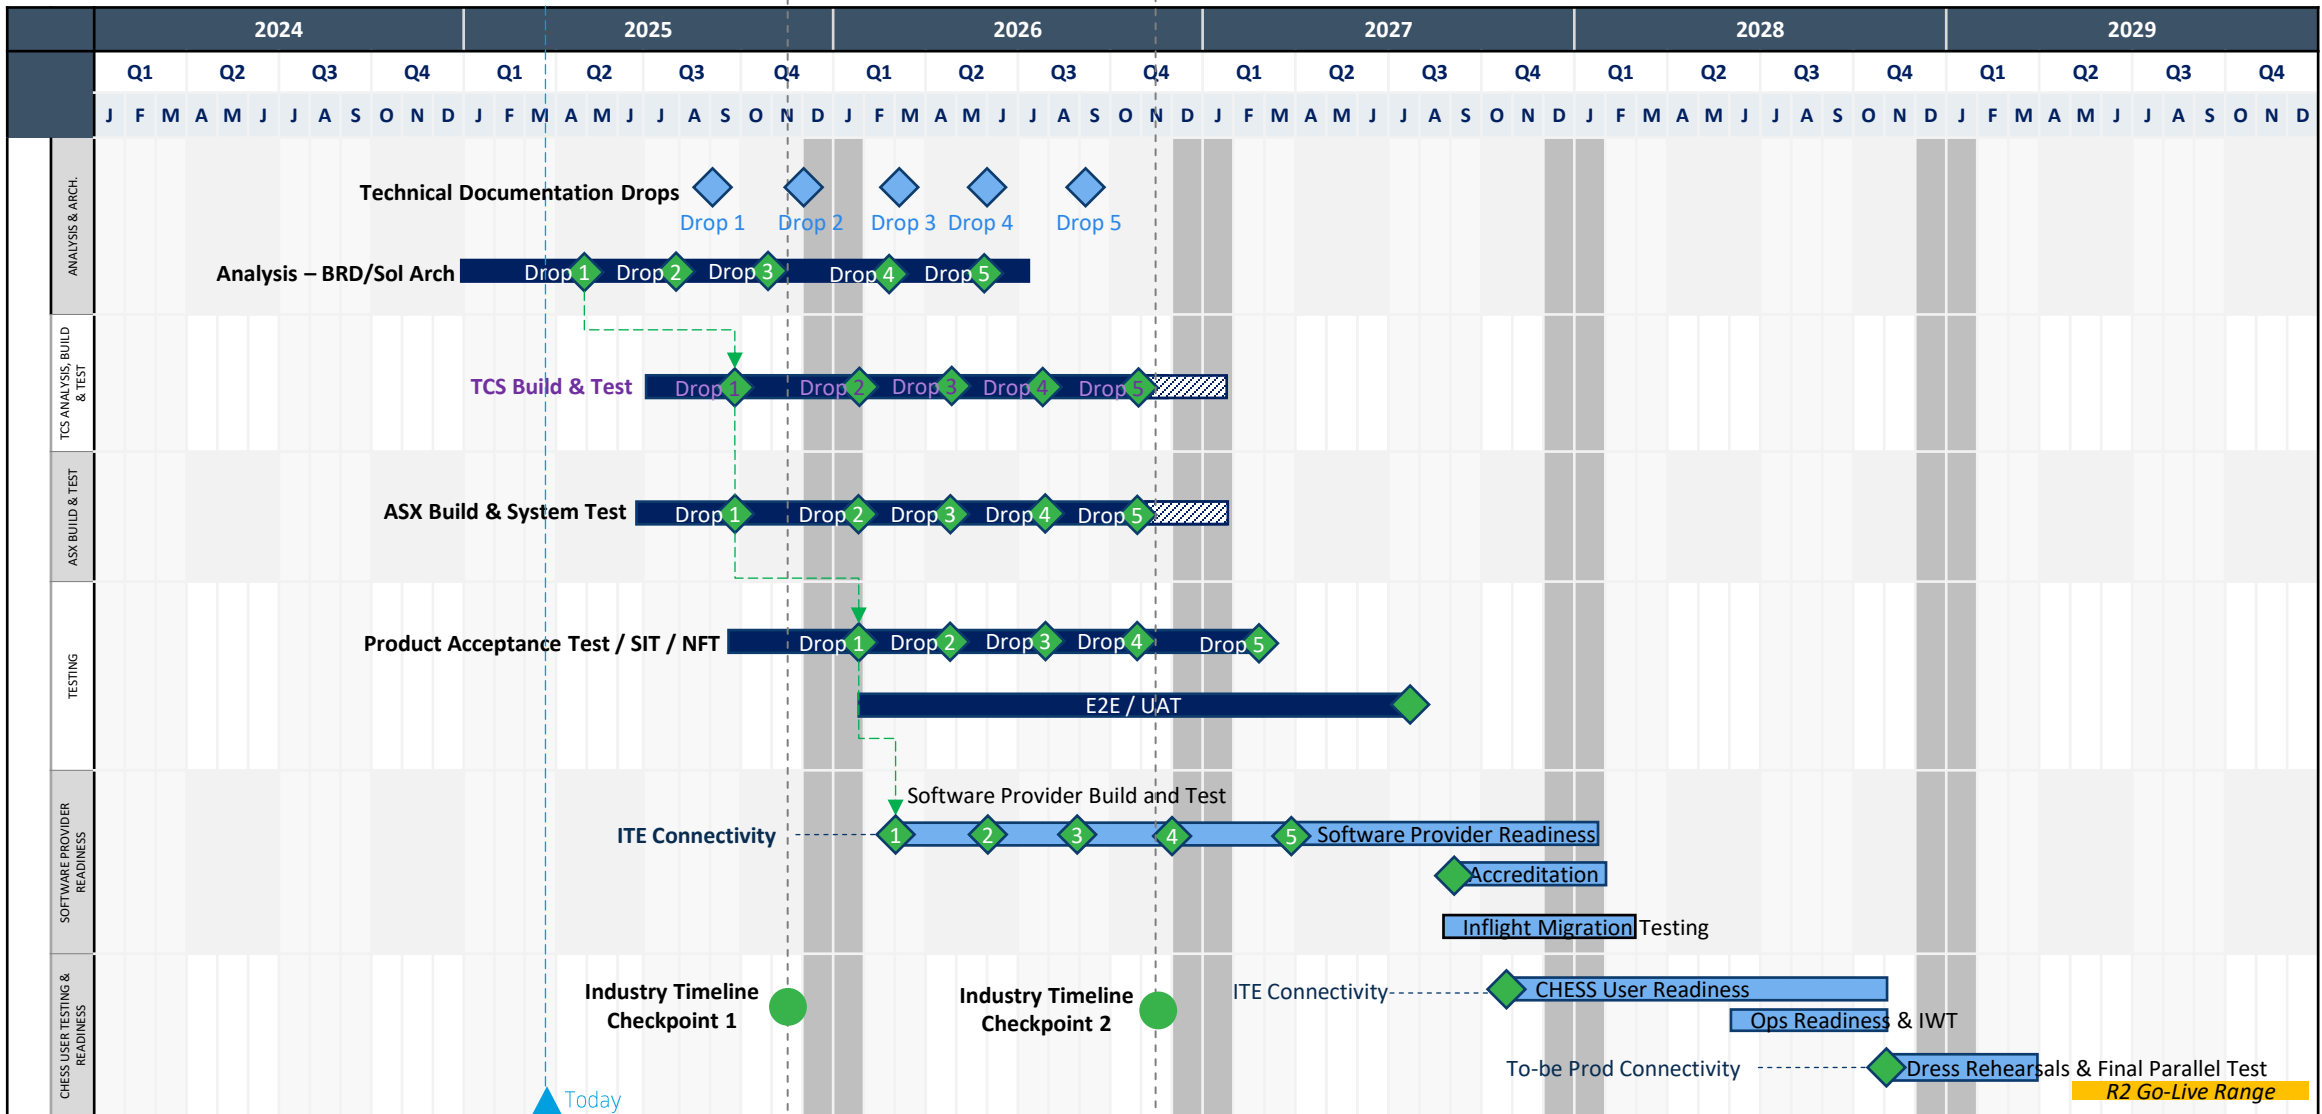 2024 2025 2026 2027 2028 2029
Q1 Q2 Q3 Q4 Q1 Q2 Q3 Q4 Q1 Q2 Q3 Q4 Q1 Q2 Q3 Q4 Q1 Q2 Q3 Q4 Q1 Q2 Q3 Q4
J F M A M J J A S O N D J F M A M J J A S O N D J F M A M J J A S O N D J F M A M J J A S O N D J F M A M J J A S O N D J F M A M J J A S O N D
ANALYSIS & ARCH.
Technical Documentation Drops
Drop 1 Drop 2 Drop 3 Drop 4 Drop 5
Analysis – BRD/Sol Arch Drop 1 Drop 2 Drop 3 Drop 4 Drop 5
TCS ANALYSIS, BUILD
& TEST
TCS Build & Test Drop 1 Drop 2 Drop 3 Drop 4 Drop 5
ASX BUILD & TEST
ASX Build & System Test Drop 1 Drop 2 Drop 3 Drop 4 Drop 5
TESTING
Product Acceptance Test / SIT / NFT Drop 1 Drop 2 Drop 3 Drop 4 Drop 5
E2E / UAT
SOFTWARE PROVIDER
READINESS
Software Provider Build and Test
ITE Connectivity 1 2 3 4 5 Software Provider Readiness
Accreditation
Inflight Migration Testing
CHESS USER TESTING &
READINESS
Industry Timeline
Checkpoint 1
Industry Timeline
Checkpoint 2
ITE Connectivity CHESS User Readiness
Ops Readiness & IWT
To-be Prod Connectivity Dress Rehearsals & Final Parallel Test
R2 Go-Live Range
Today